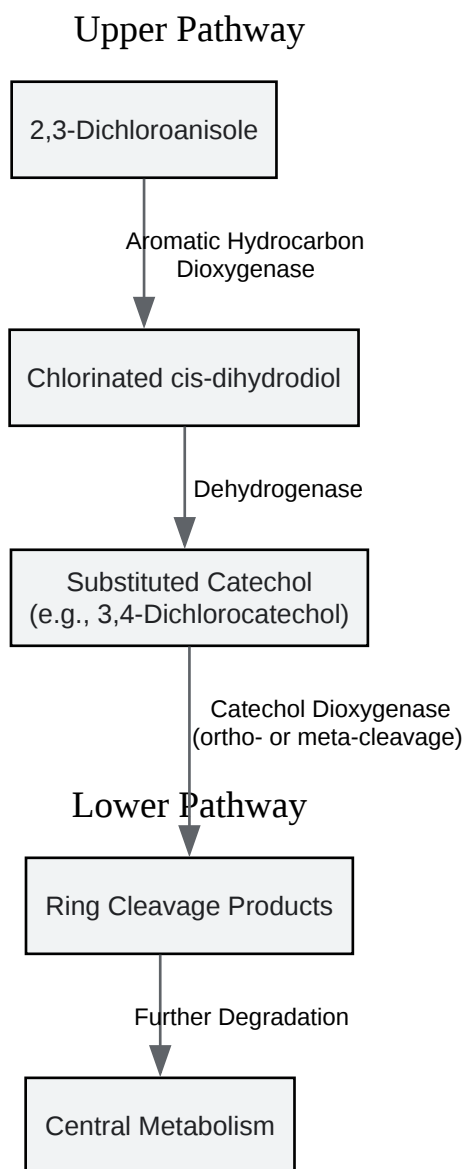 Upper Pathway
2,3-Dichloroanisole
Aromatic Hydrocarbon
Dioxygenase
Chlorinated cis-dihydrodiol
Dehydrogenase
Substituted Catechol
(e.g., 3,4-Dichlorocatechol)
Catechol Dioxygenase
(ortho- or meta-cleavage)
Lower Pathway
Ring Cleavage Products
Further Degradation
Central Metabolism